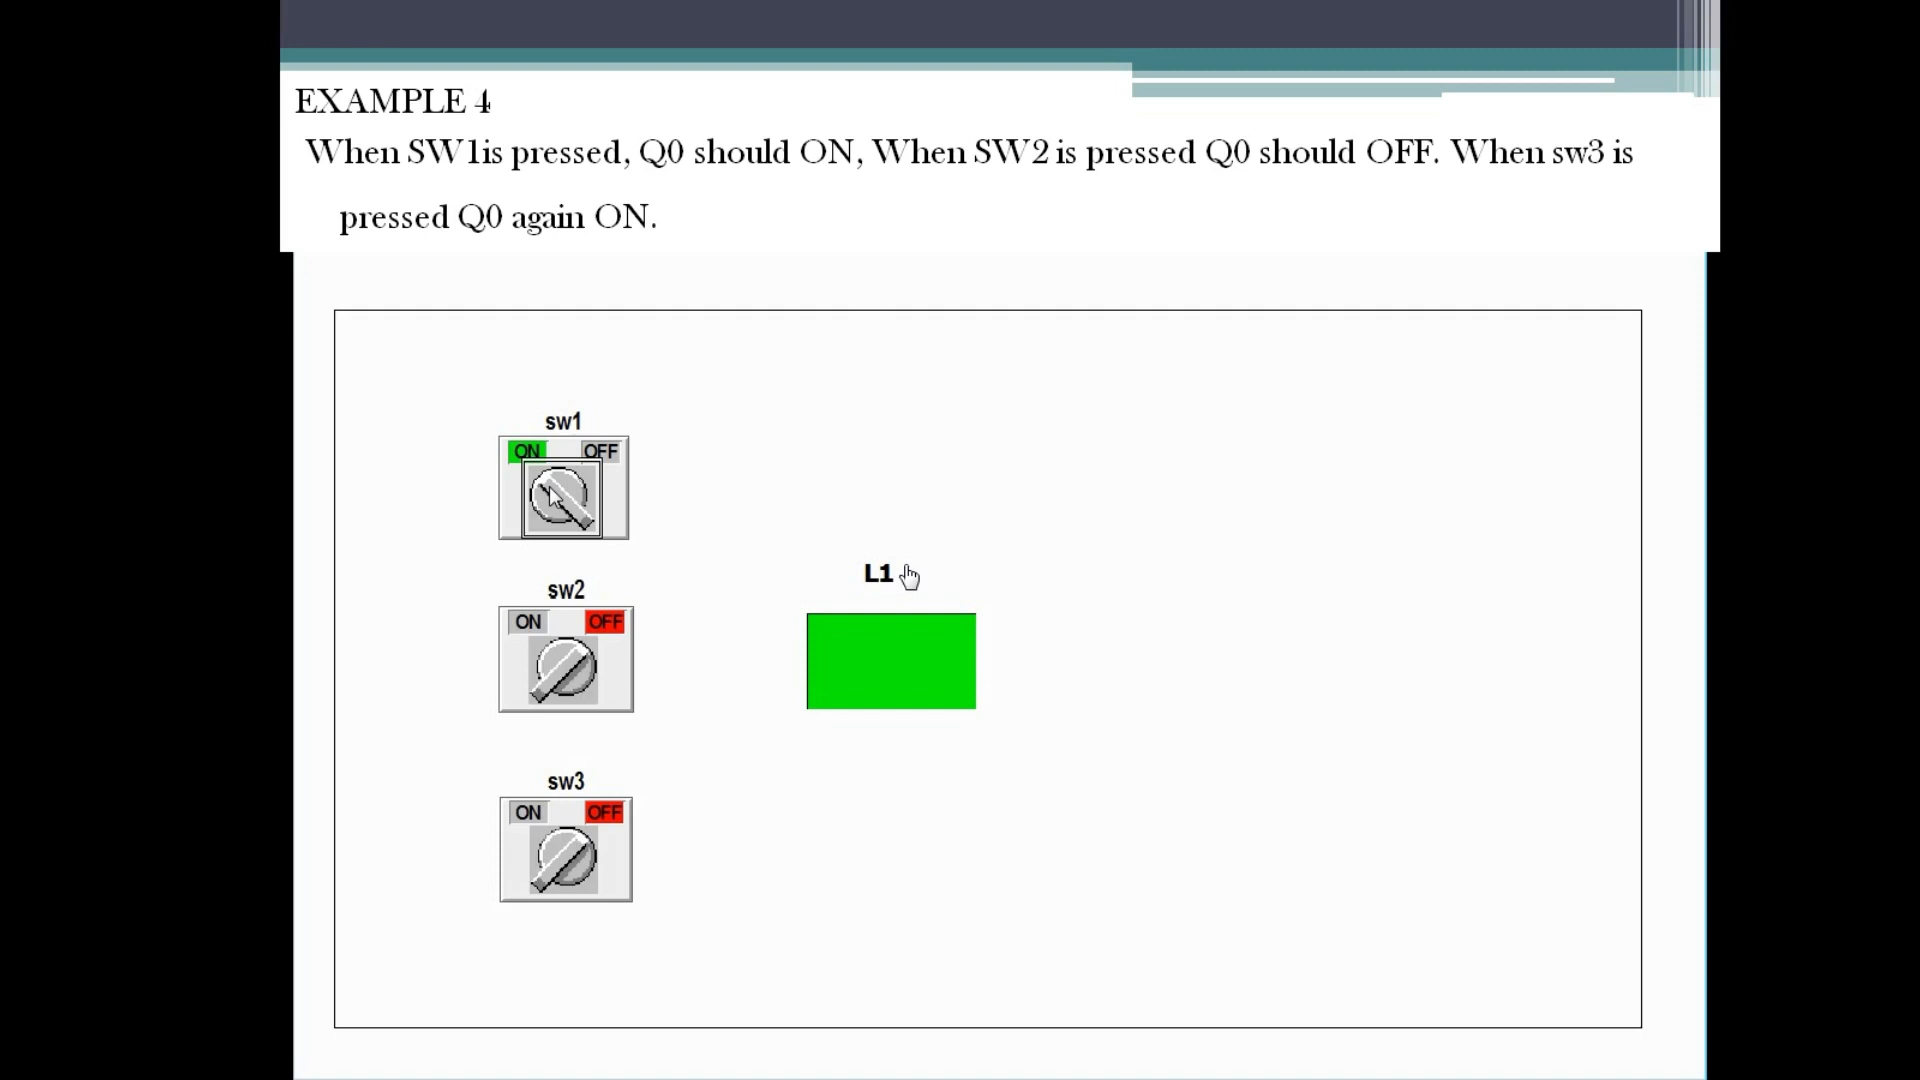 EXAMPLE 4
When SW1is pressed, Q0 should ON, When SW2 is pressed Q0 should OFF. When sw3 is
pressed Q0 again ON.
sw1
ON OFF
sw2
ON OFF
L1
sw3
ON OFF